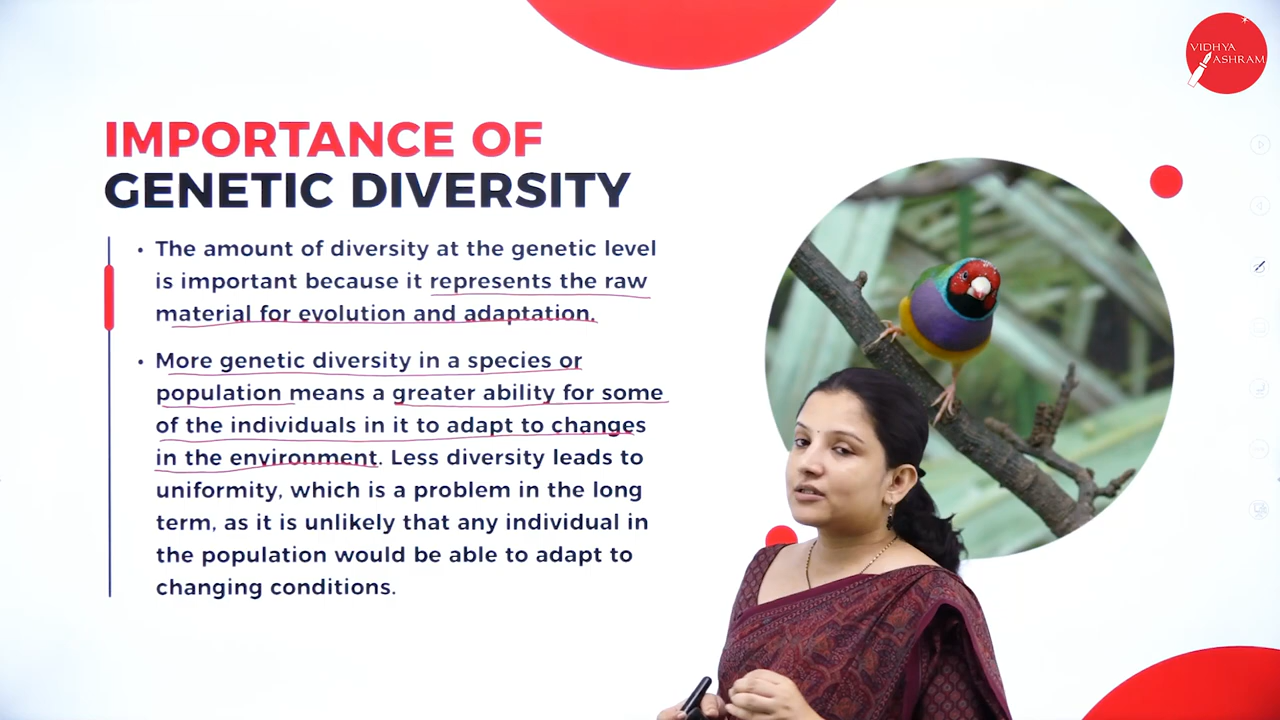 VIDHYA
ASHRAM
IMPORTANCE OF
GENETIC DIVERSITY
• The amount of diversity at the genetic level
is important because it represents the raw
material for evolution and adaptation.
• More genetic diversity in a species or
population means a greater ability for some
of the individuals in it to adapt to changes
in the environment. Less diversity leads to
uniformity, which is a problem in the long
term, as it is unlikely that any individual in
the population would be able to adapt to
changing conditions.